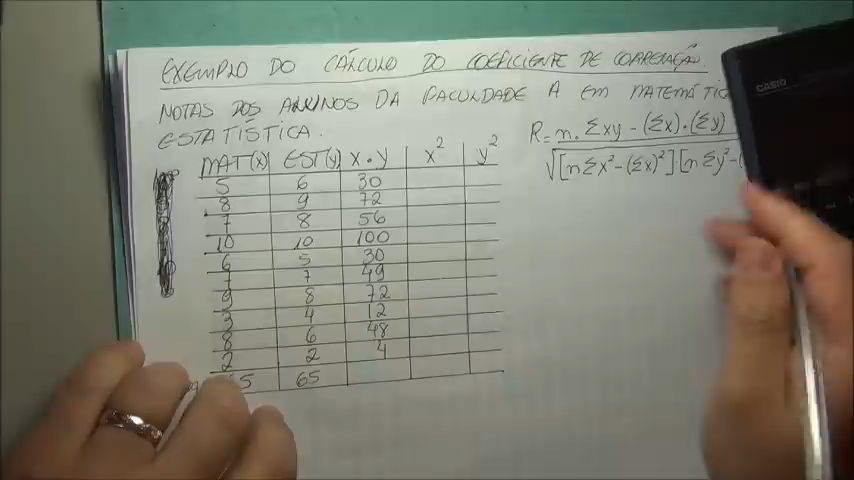 EXEMPLO DO CÁLCULO DO COEFICIENTE DE CORRELAÇÃO.
NOTAS DOS ALUNOS DA FACULDADE A EM
ESTATÍSTICA.
R = n.Σxy - (Σx).(Σy)
√[nΣx² - (Σx)²][nΣy² - (
MAT(x) EST(y) x.y x² y²
5 6 30
8 9 72
7 8 56
10 10 100
6 5 30
7 7 49
9 8 72
3 4 12
8 6 48
2 2 4
5 65
CASIO